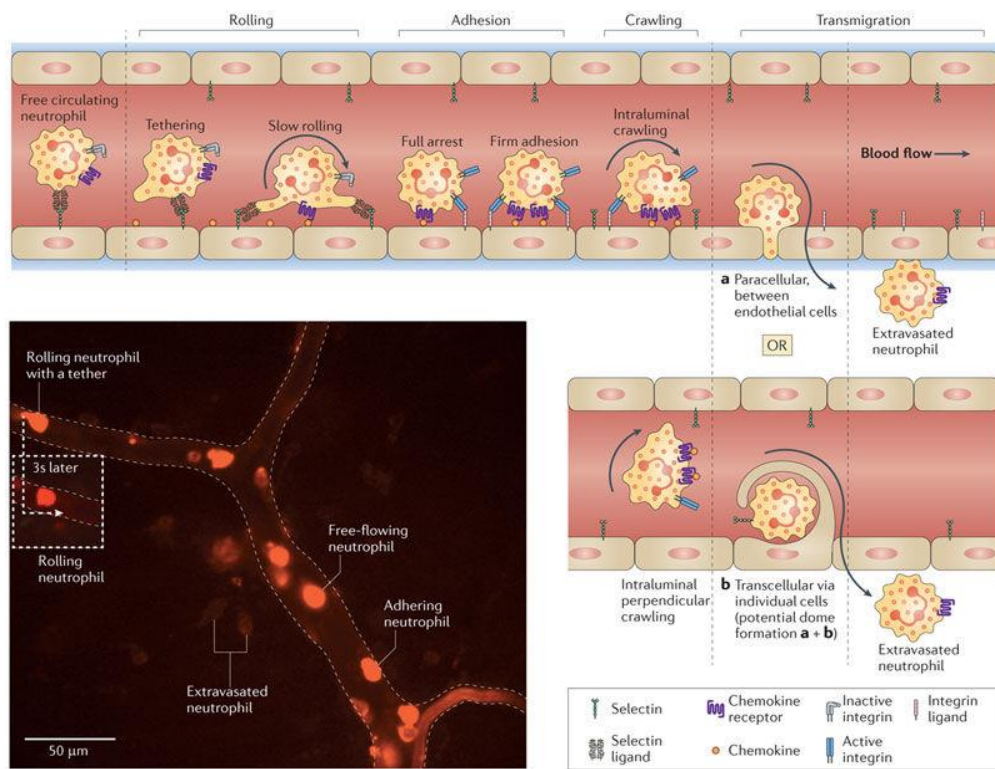 Rolling
Adhesion
Crawling
Transmigration
Free circulating
neutrophil
Tethering
Slow rolling
Full arrest
Firm adhesion
Intraluminal
crawling
Blood flow
a Paracellular,
between
endothelial cells
Extravasated
neutrophil
OR
Rolling neutrophil
with a tether
3s later
Rolling
neutrophil
Free-flowing
neutrophil
Adhering
neutrophil
Extravasated
neutrophil
50 μm
Intraluminal
perpendicular
crawling
b Transcellular via
individual cells
(potential dome
formation a + b)
Extravasated
neutrophil
Selectin
Chemokine
receptor
Inactive
integrin
Integrin
ligand
Selectin
ligand
Chemokine
Active
integrin